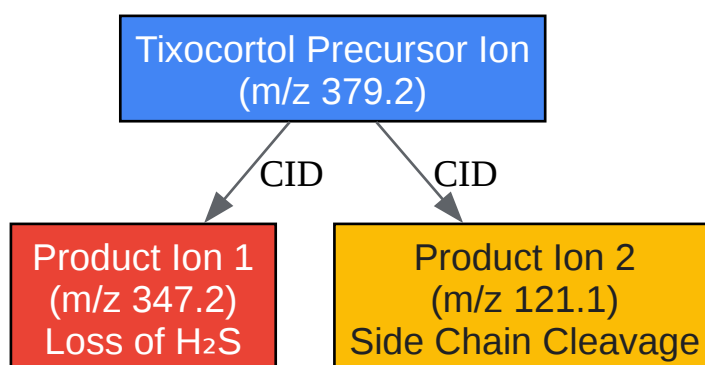 Tixocortol Precursor Ion
(m/z 379.2)
CID
CID
Product Ion 1
(m/z 347.2)
Loss of H₂S
Product Ion 2
(m/z 121.1)
Side Chain Cleavage